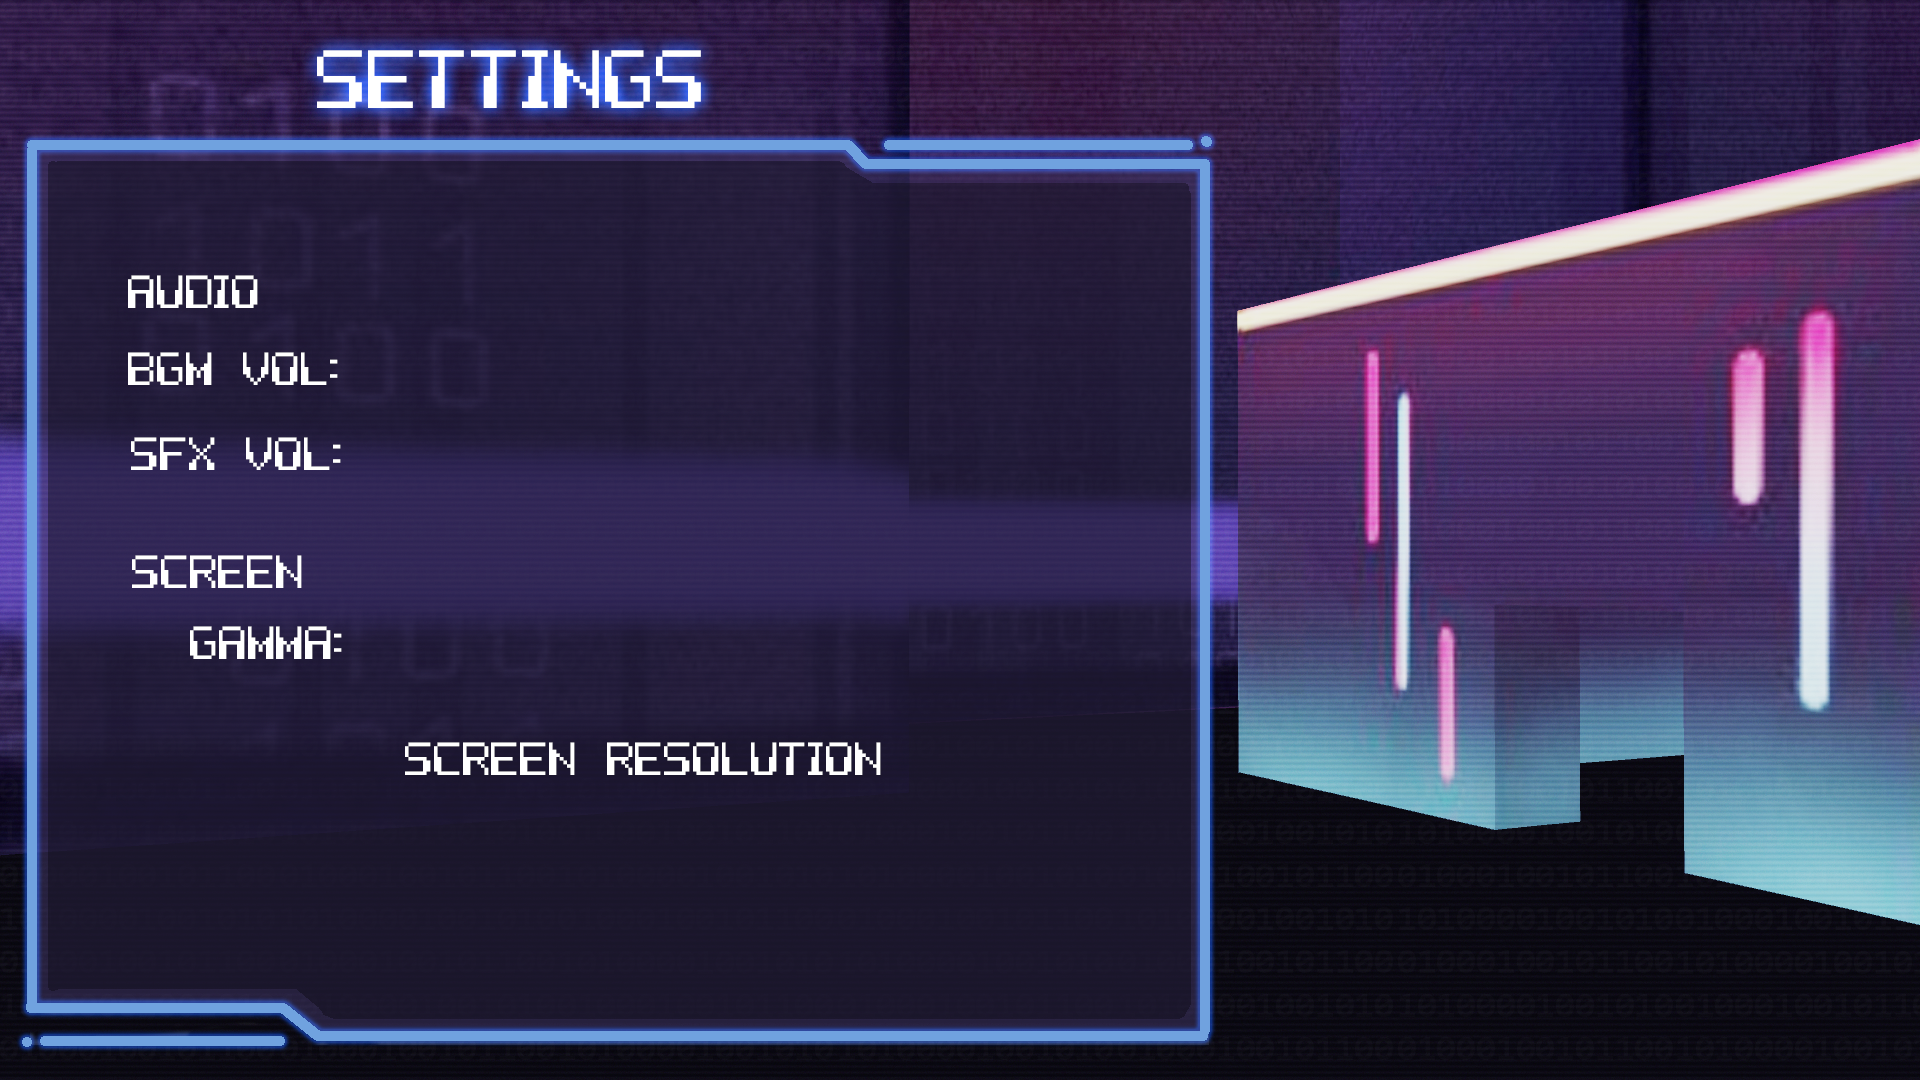 SETTINGS
AUDIO
BGM VOL:
SFX VOL:
SCREEN
GAMMA:
SCREEN RESOLUTION